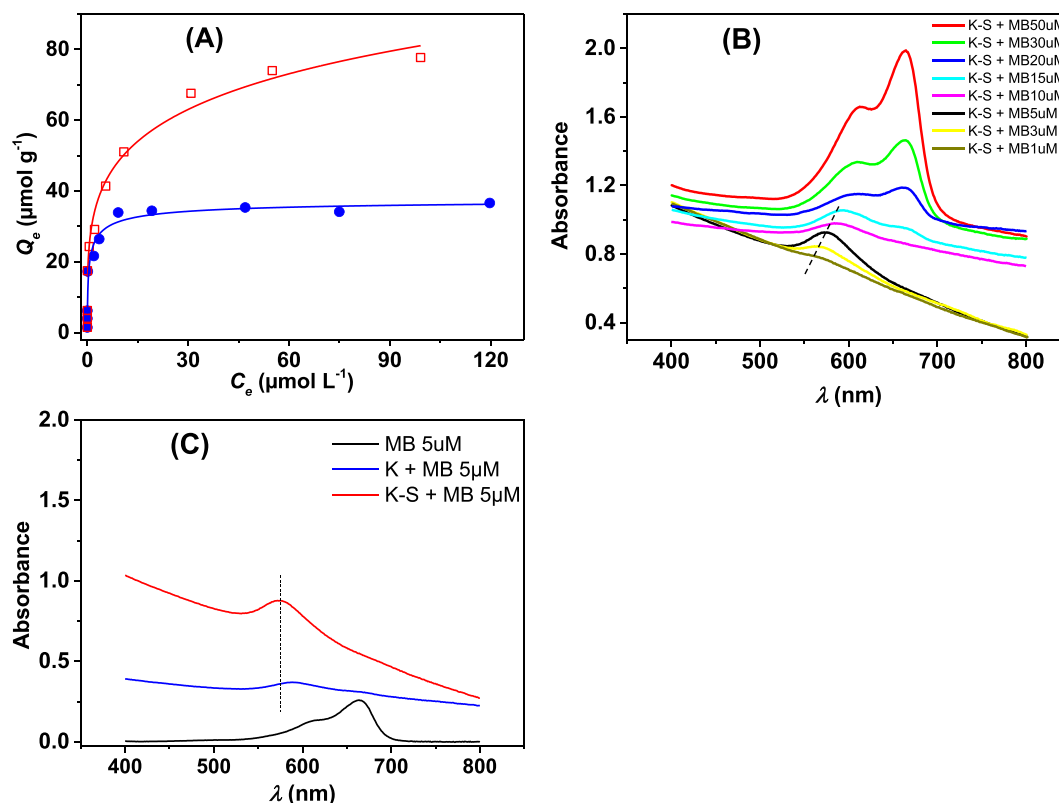 (A)
80
60
40
20
0
0
30
60
90
120
Qe (µmol g-1)
Ce (µmol L-1)
(B)
K-S + MB50uM
K-S + MB30uM
K-S + MB20uM
K-S + MB15uM
K-S + MB10uM
K-S + MB5uM
K-S + MB3uM
K-S + MB1uM
2.0
1.6
1.2
0.8
0.4
400
500
600
700
800
Absorbance
λ (nm)
(C)
MB 5uM
K + MB 5µM
K-S + MB 5µM
2.0
1.5
1.0
0.5
0.0
400
500
600
700
800
Absorbance
λ (nm)